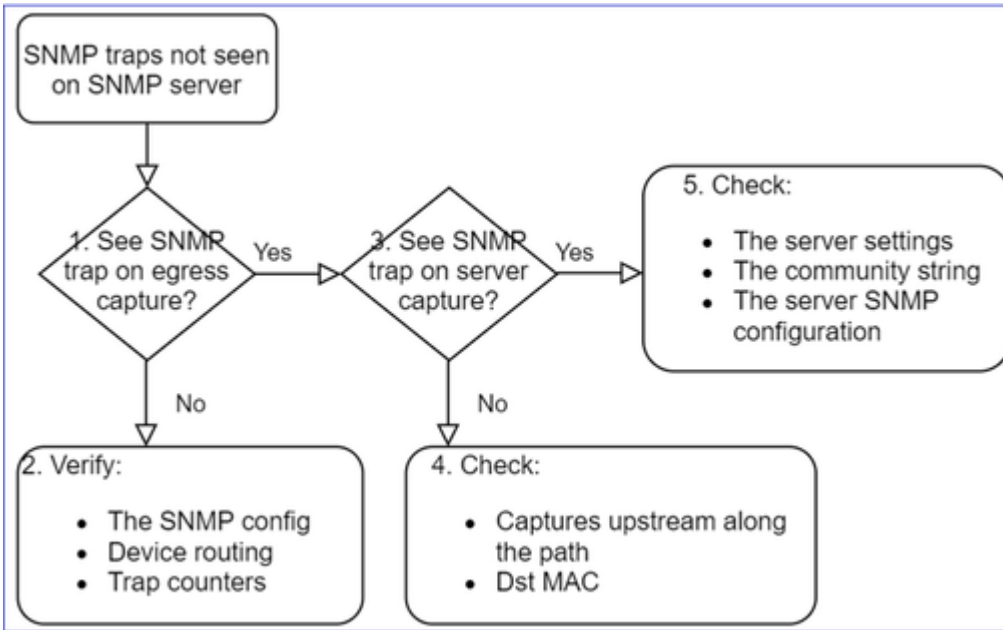 SNMP traps not seen
on SNMP server
1. See SNMP
trap on egress
capture?
Yes
3. See SNMP
trap on server
capture?
Yes
5. Check:
• The server settings
• The community string
• The server SNMP
configuration
No
No
2. Verify:
• The SNMP config
• Device routing
• Trap counters
4. Check:
• Captures upstream along
the path
• Dst MAC